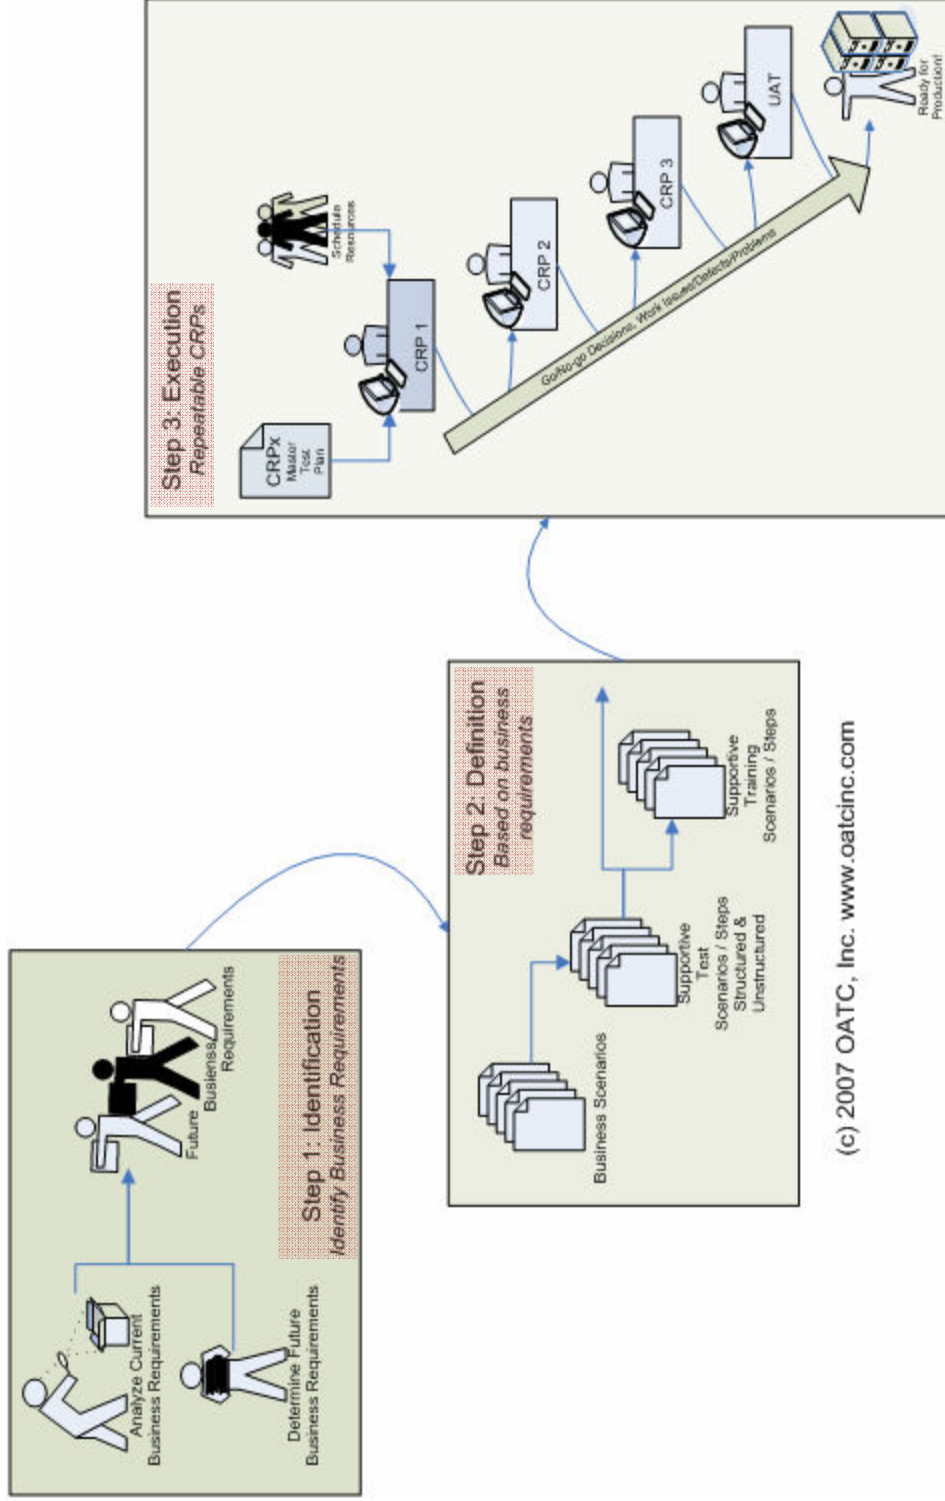 Analyze Current
Business Requirements
Determine Future
Business Requirements
Future
Busienss
Requirements
Step 1: Identification
Identify Business Requirements
Step 2: Definition
Based on business
requirements
Business Scenarios
Supportive
Test
Scenarios / Steps
Structured &
Unstructured
Supportive
Training
Scenarios / Steps
Step 3: Execution
Repeatable CRPs
CRPx
Master
Test
Plan
Schedule
Resources
CRP 1
CRP 2
CRP 3
UAT
Go/No-go Decisions, Work Issues/Defects/Problems
Ready for
Production!
(c) 2007 OATC, Inc. www.oatcinc.com